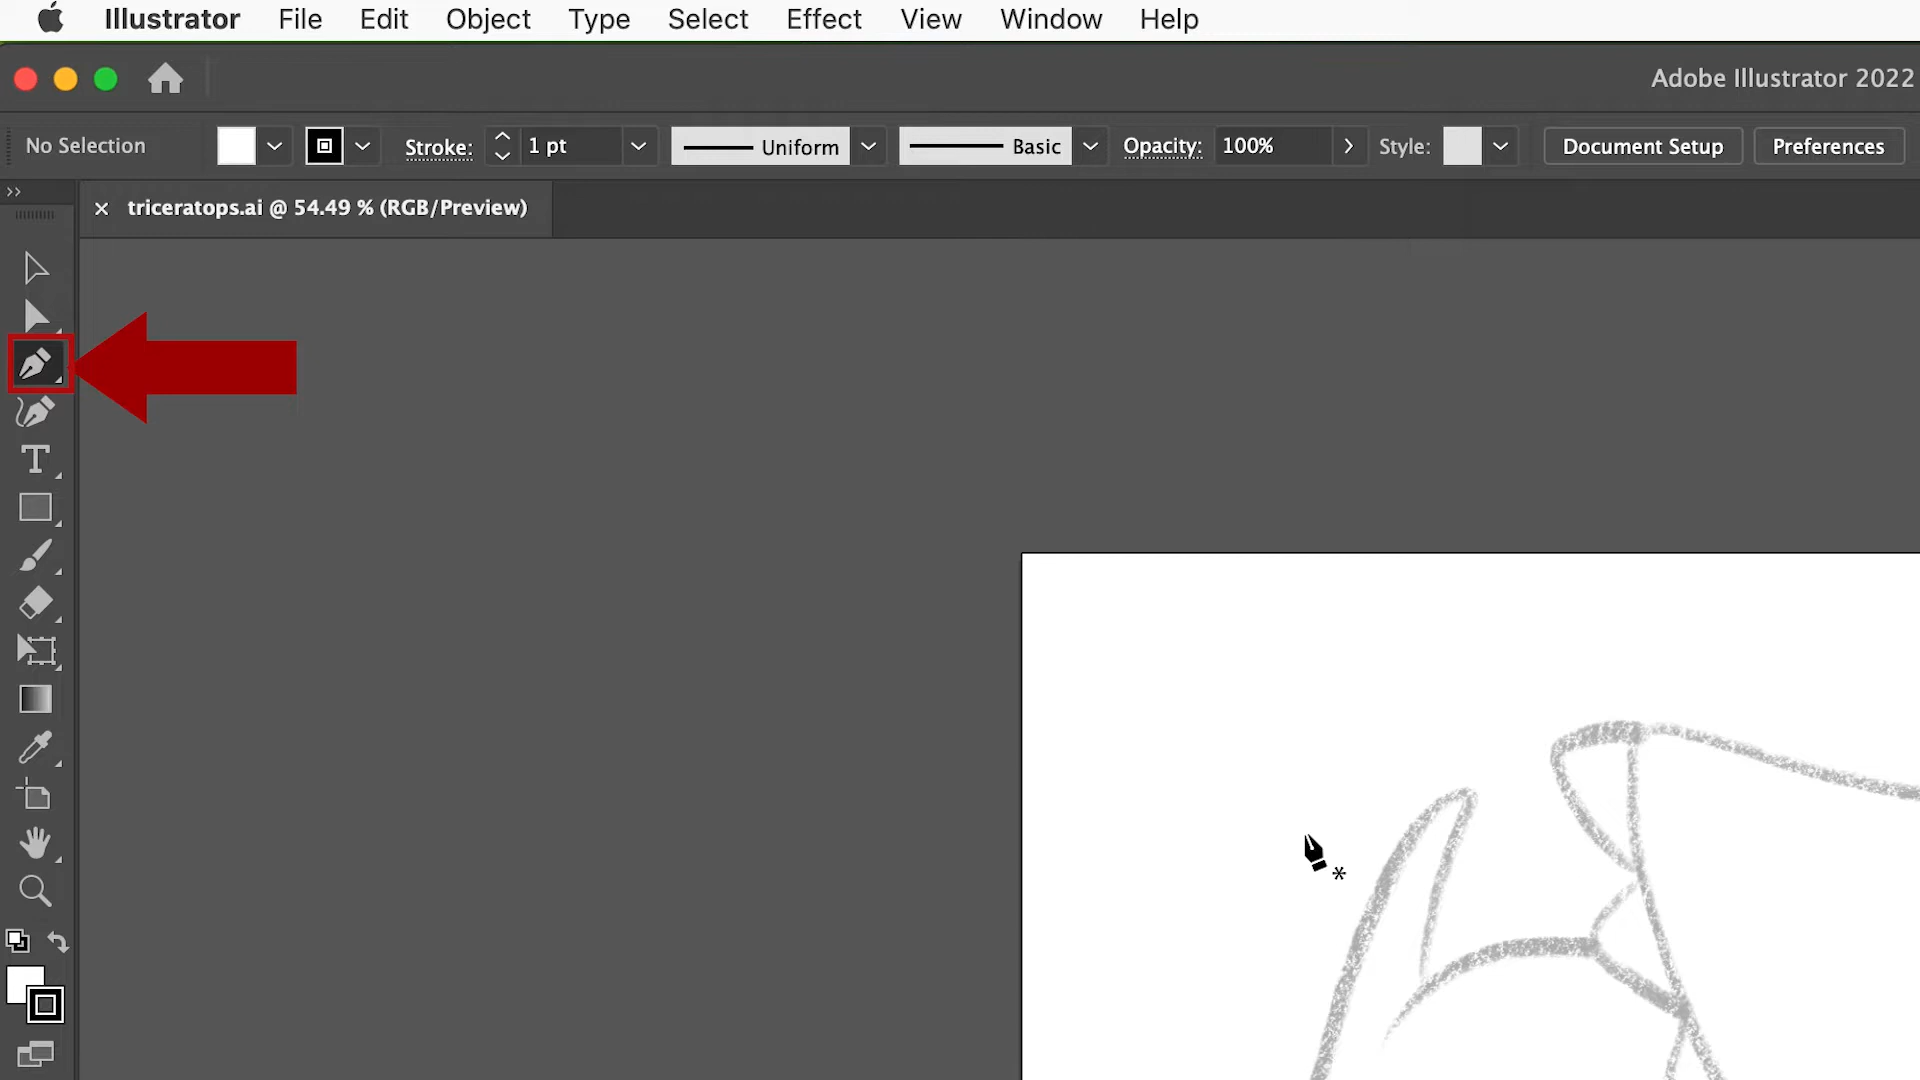 Illustrator File Edit Object Type Select Effect View Window Help
Adobe Illustrator 2022
No Selection Stroke: 1 pt Uniform Basic Opacity: 100% Style: Document Setup Preferences
triceratops.ai @ 54.49 % (RGB/Preview)